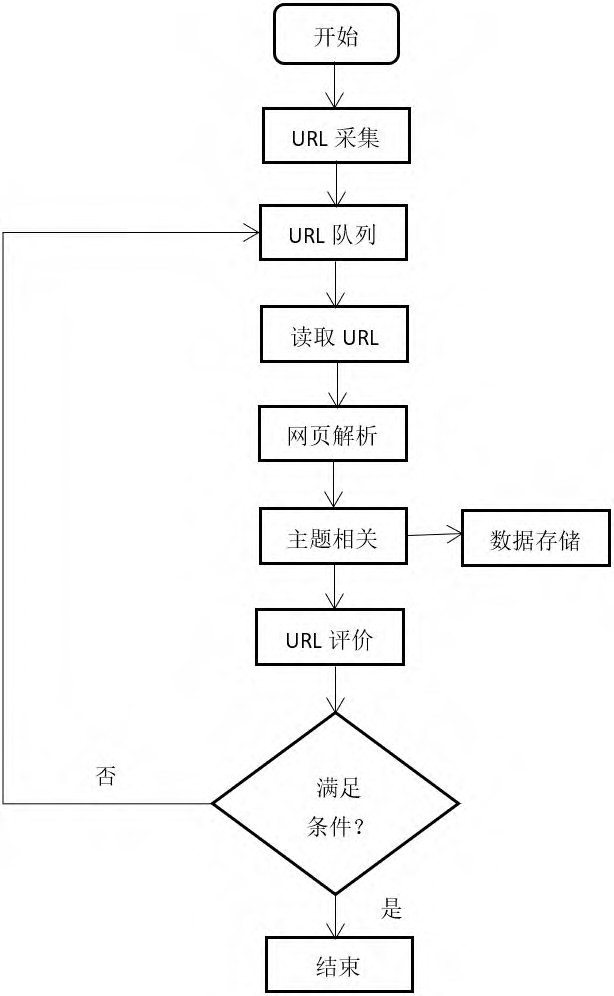 开始
URL 采集
URL 队列
读取 URL
网页解析
主题相关
数据存储
URL 评价
满足
条件?
否
是
结束